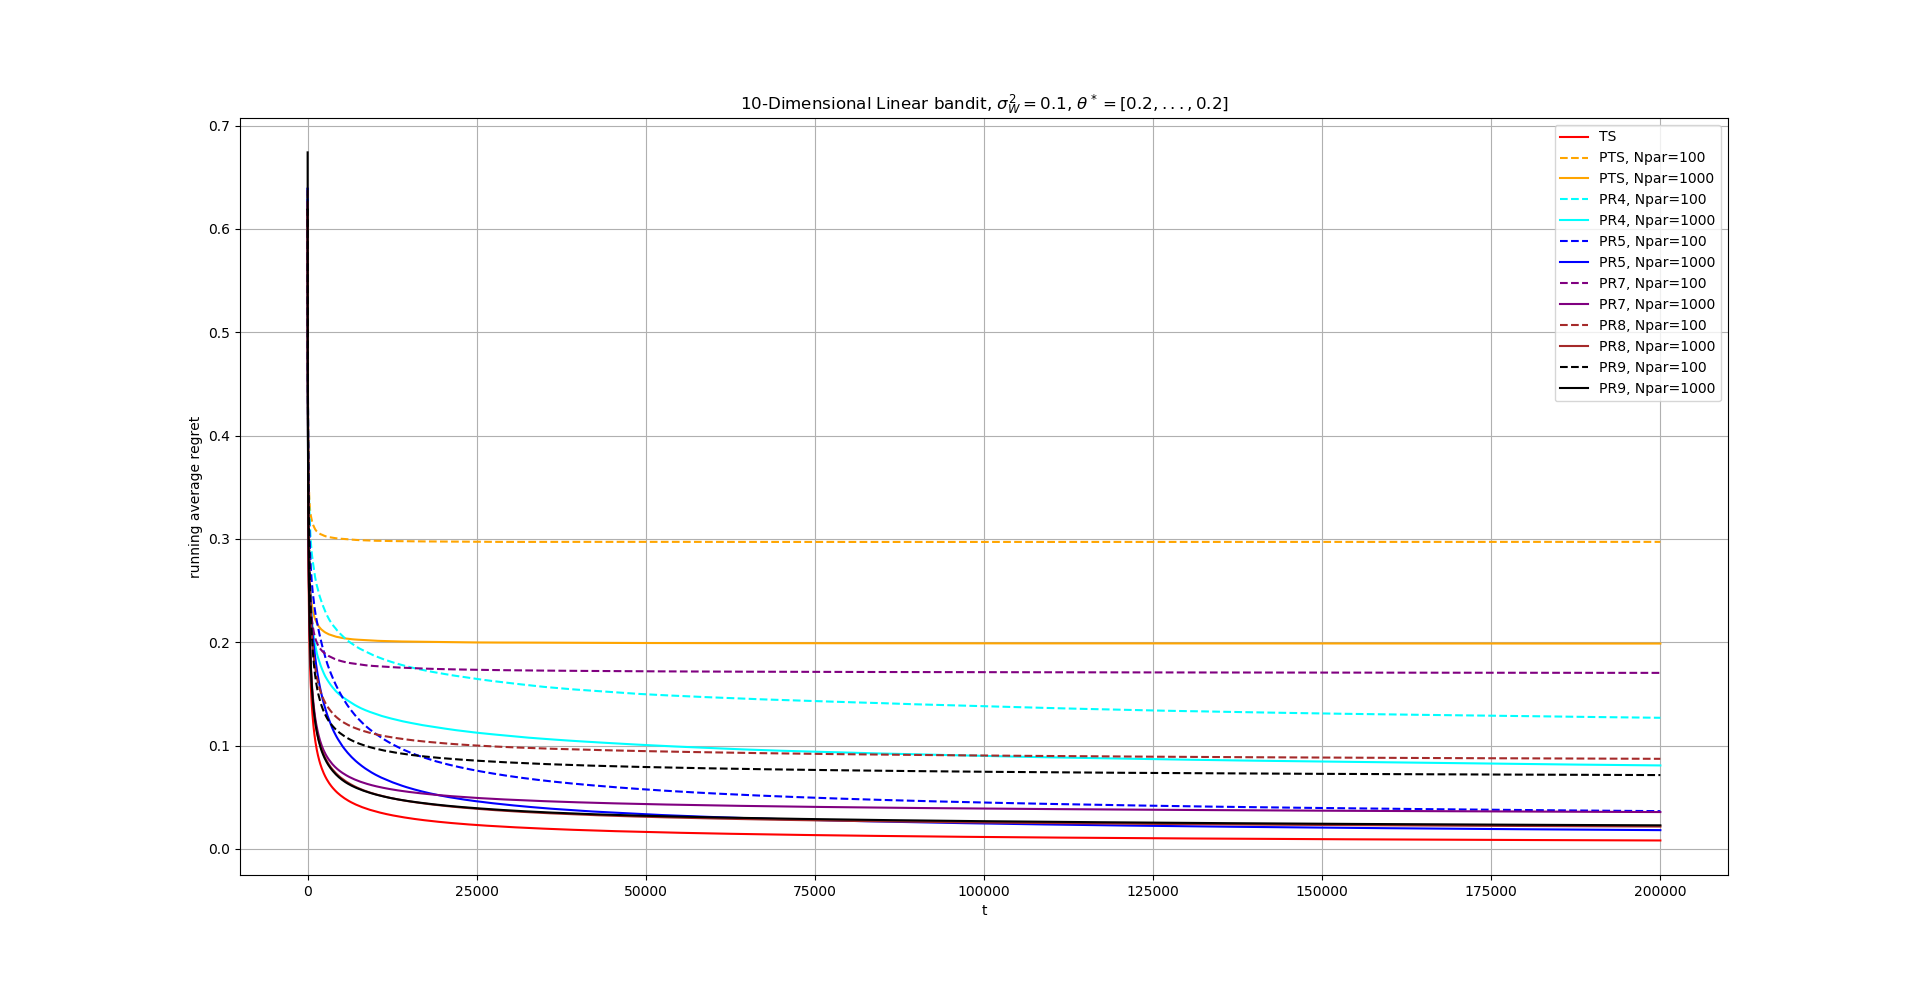 10-Dimensional Linear bandit, σ²_W = 0.1, θ* = [0.2, ..., 0.2]
0.7
0.6
0.5
0.4
0.3
0.2
0.1
0.0
running average regret
TS
PTS, Npar=100
PTS, Npar=1000
PR4, Npar=100
PR4, Npar=1000
PR5, Npar=100
PR5, Npar=1000
PR7, Npar=100
PR7, Npar=1000
PR8, Npar=100
PR8, Npar=1000
PR9, Npar=100
PR9, Npar=1000
0 25000 50000 75000 100000 125000 150000 175000 200000
t